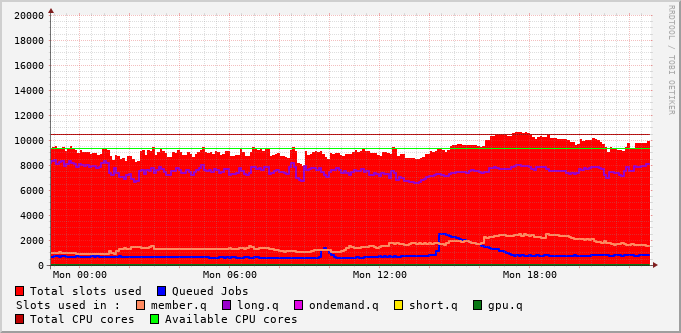 RRDTOOL / TOBI OETIKER
20000
18000
16000
14000
12000
10000
8000
6000
4000
2000
0
Mon 00:00 Mon 06:00 Mon 12:00 Mon 18:00
Total slots used Queued Jobs
Slots used in : member.q long.q ondemand.q short.q gpu.q
Total CPU cores Available CPU cores